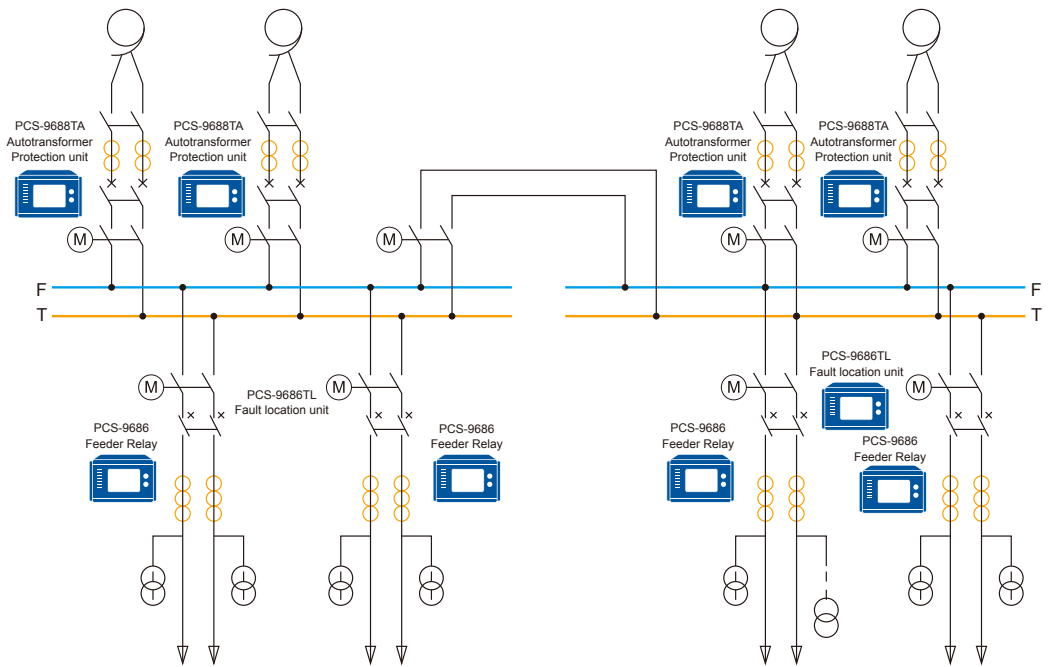 PCS-9688TA
Autotransformer
Protection unit
PCS-9688TA
Autotransformer
Protection unit
PCS-9688TA
Autotransformer
Protection unit
PCS-9688TA
Autotransformer
Protection unit
M
M
M
M
M
F
F
T
T
M
M
PCS-9686TL
Fault location unit
PCS-9686
Feeder Relay
PCS-9686
Feeder Relay
M
M
PCS-9686TL
Fault location unit
PCS-9686
Feeder Relay
PCS-9686
Feeder Relay